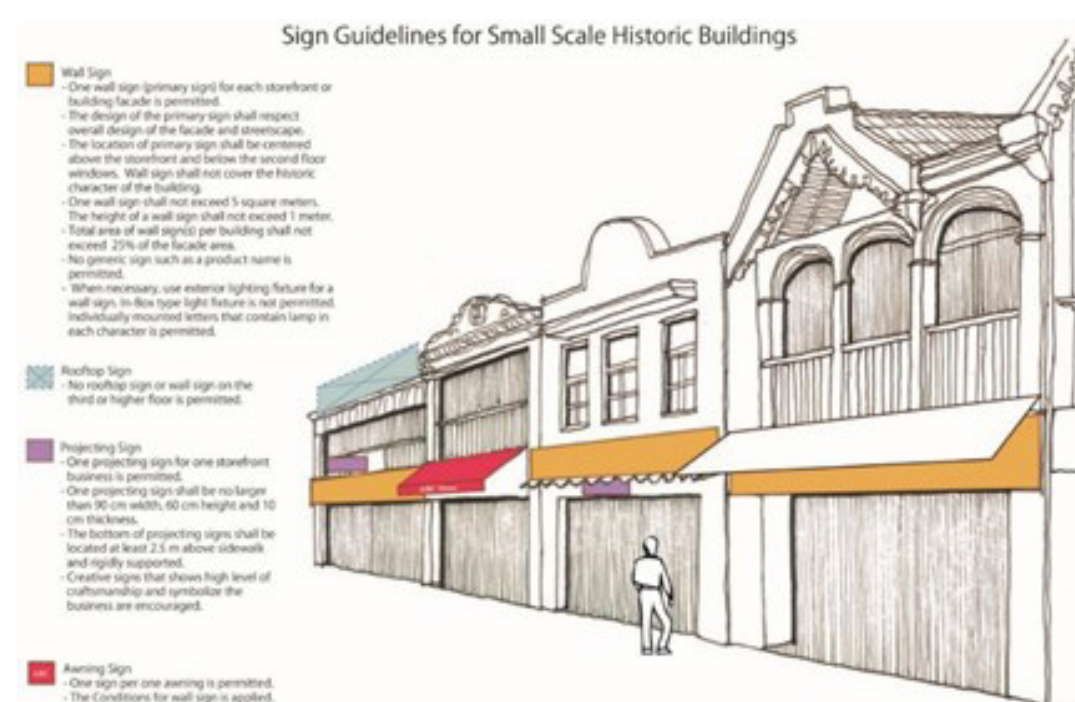 Sign Guidelines for Small Scale Historic Buildings
Wall Sign
- One wall sign (primary sign) for each storefront or
building facade is permitted.
- The design of the primary sign shall respect
overall design of the facade and streetscape.
- The location of primary sign shall be centered
above the storefront and below the second floor
windows. Wall sign shall not cover the historic
character of the building.
- One wall sign shall not exceed 5 square meters.
The height of a wall sign shall not exceed 1 meter.
- Total area of wall sign(s) per building shall not
exceed 25% of the facade area.
- No generic sign such as a product name is
permitted.
- When necessary, use exterior lighting fixture for a
wall sign. In-Box type light fixture is not permitted.
Individually mounted letters that contain lamp in
each character is permitted.
Rooftop Sign
- No rooftop sign or wall sign on the
third or higher floor is permitted.
Projecting Sign
- One projecting sign for one storefront
business is permitted.
- One projecting sign shall be no larger
than 90 cm width, 60 cm height and 10
cm thickness.
- The bottom of projecting signs shall be
located at least 2.5 m above sidewalk
and rigidly supported.
- Creative signs that shows high level of
craftsmanship and symbolize the
business are encouraged.
ABC
Awning Sign
- One sign per one awning is permitted.
- The Conditions for wall sign is applied.